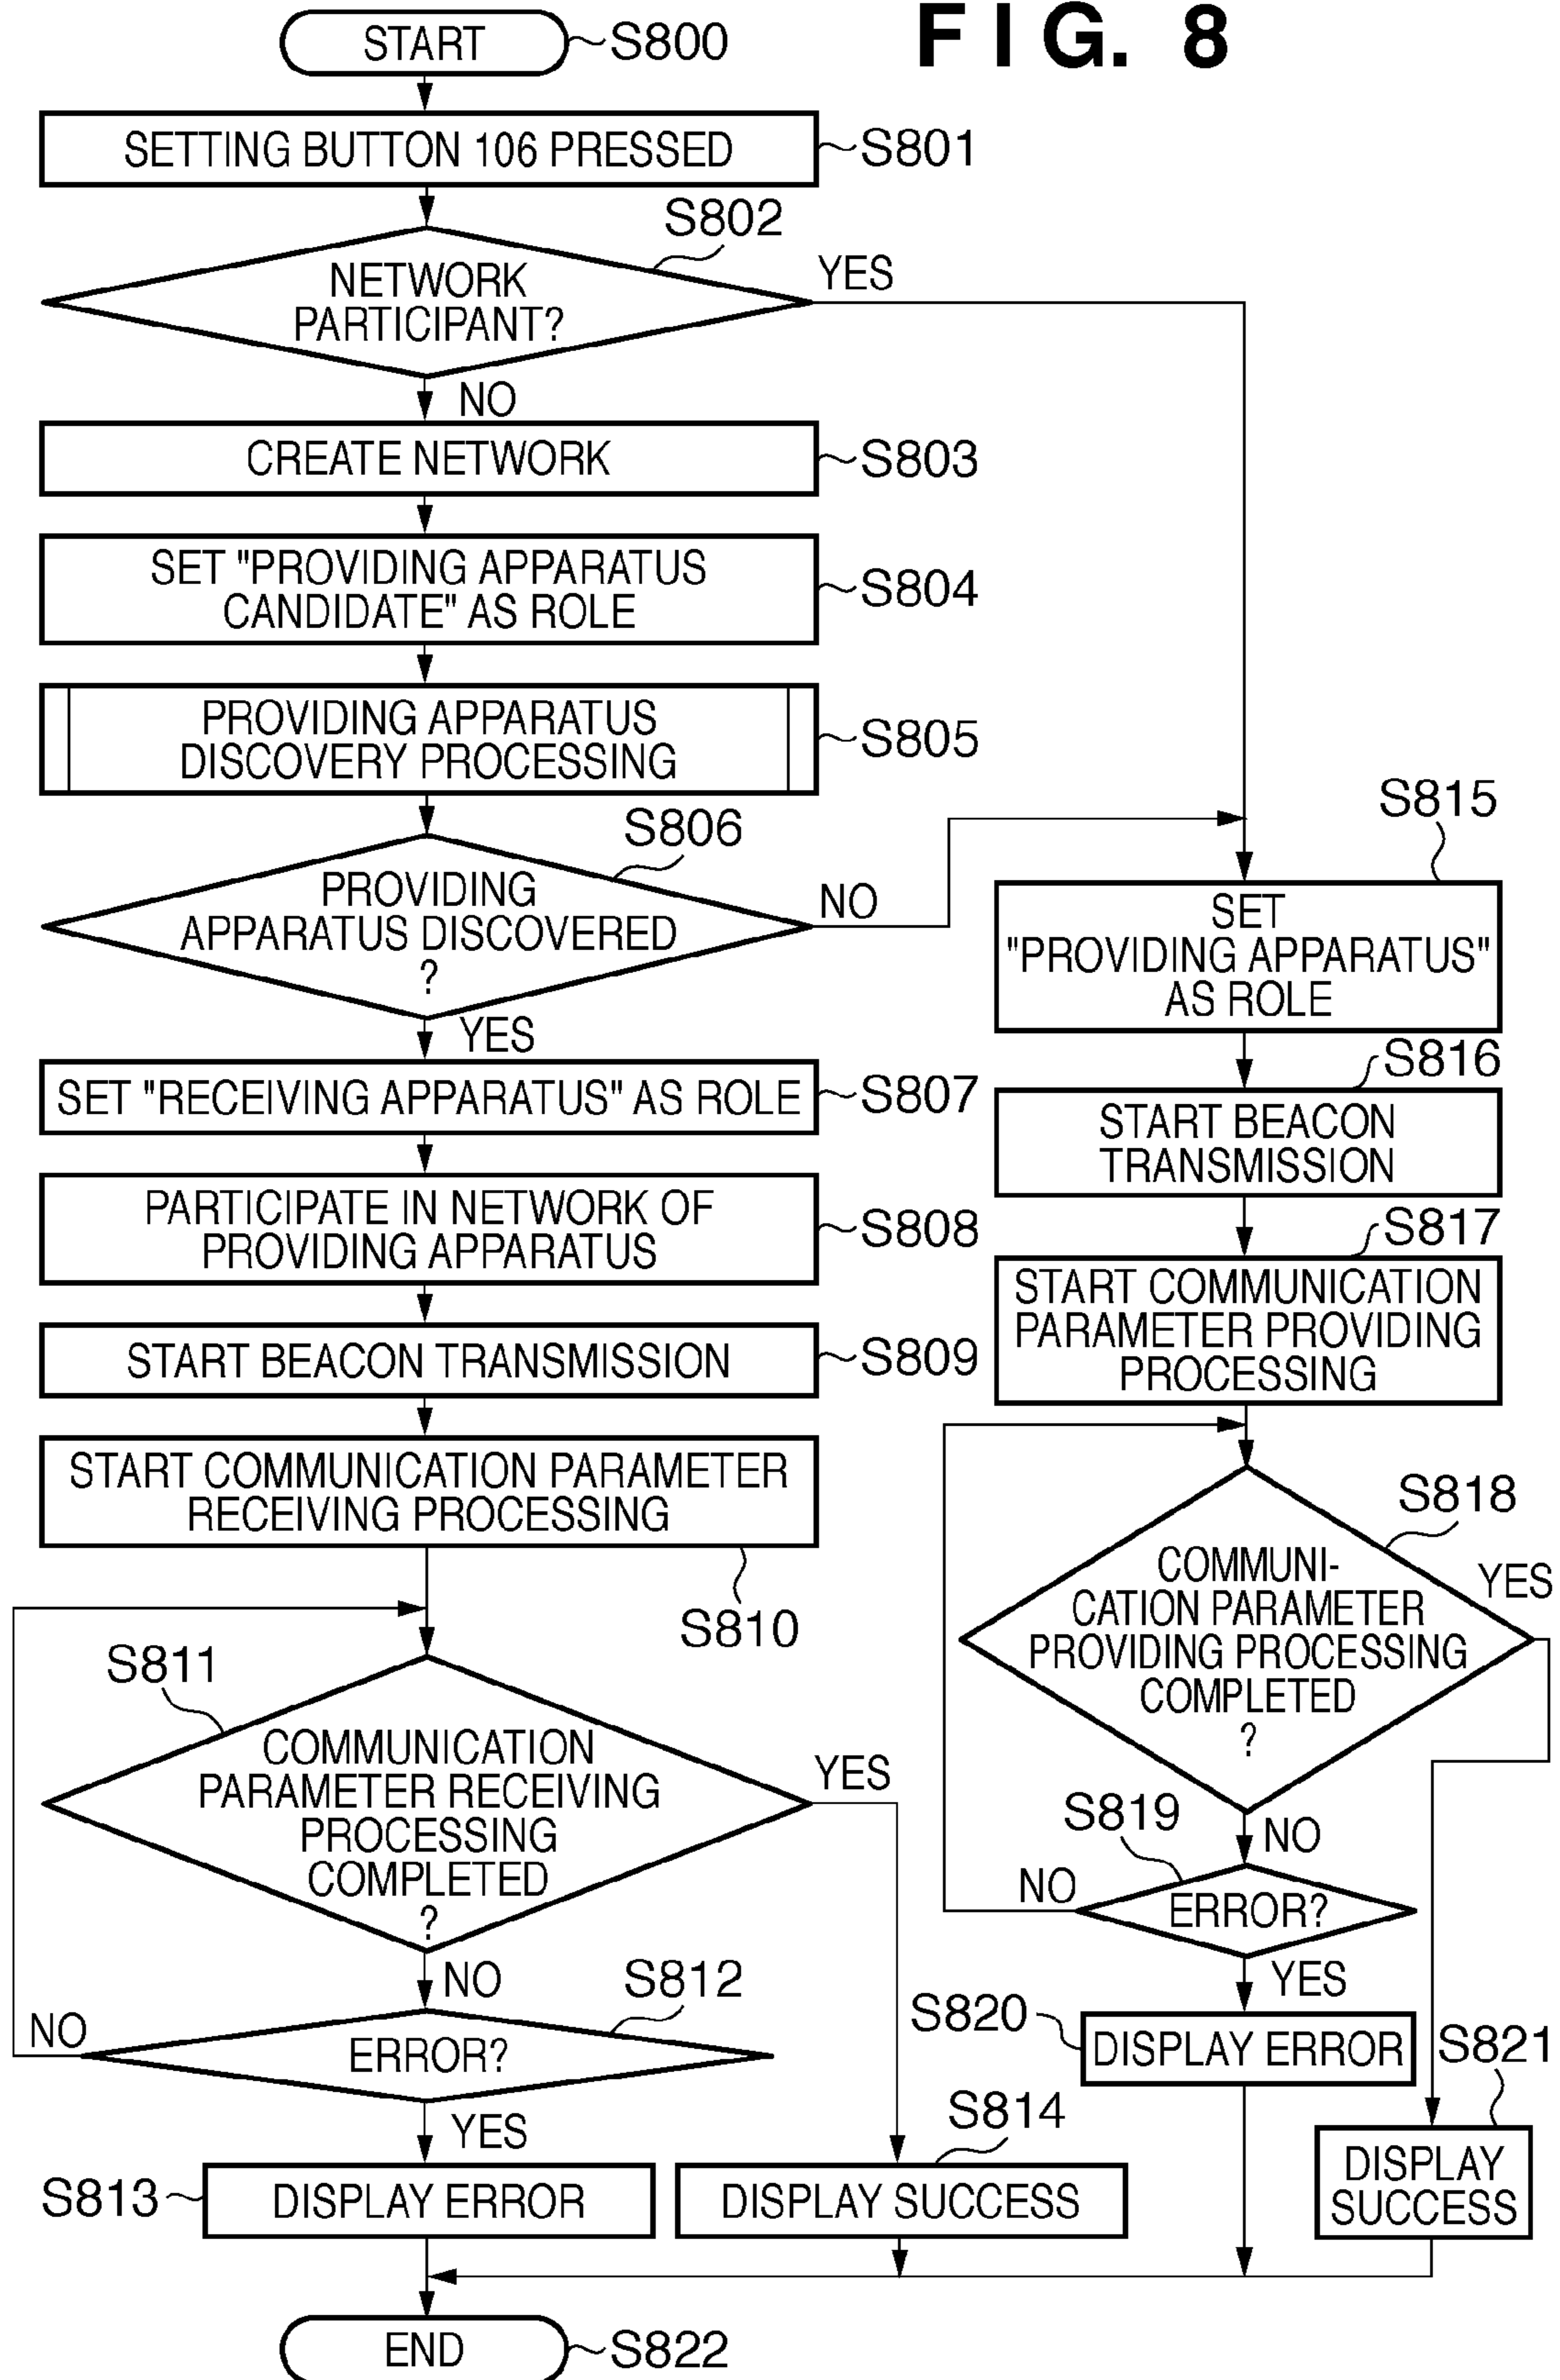 FIG. 8
START
S800
SETTING BUTTON 106 PRESSED
S801
S802
NETWORK
PARTICIPANT?
YES
NO
CREATE NETWORK
S803
SET "PROVIDING APPARATUS
CANDIDATE" AS ROLE
S804
PROVIDING APPARATUS
DISCOVERY PROCESSING
S805
S806
PROVIDING
APPARATUS DISCOVERED
?
NO
YES
SET "RECEIVING APPARATUS" AS ROLE
S807
PARTICIPATE IN NETWORK OF
PROVIDING APPARATUS
S808
START BEACON TRANSMISSION
S809
START COMMUNICATION PARAMETER
RECEIVING PROCESSING
S810
S811
COMMUNICATION
PARAMETER RECEIVING
PROCESSING
COMPLETED
?
YES
NO
S812
ERROR?
NO
YES
S813
DISPLAY ERROR
S814
DISPLAY SUCCESS
S815
SET
"PROVIDING APPARATUS"
AS ROLE
S816
START BEACON
TRANSMISSION
S817
START COMMUNICATION
PARAMETER PROVIDING
PROCESSING
S818
COMMUNI-
CATION PARAMETER
PROVIDING PROCESSING
COMPLETED
?
YES
NO
S819
ERROR?
NO
YES
S820
DISPLAY ERROR
S821
DISPLAY
SUCCESS
END
S822